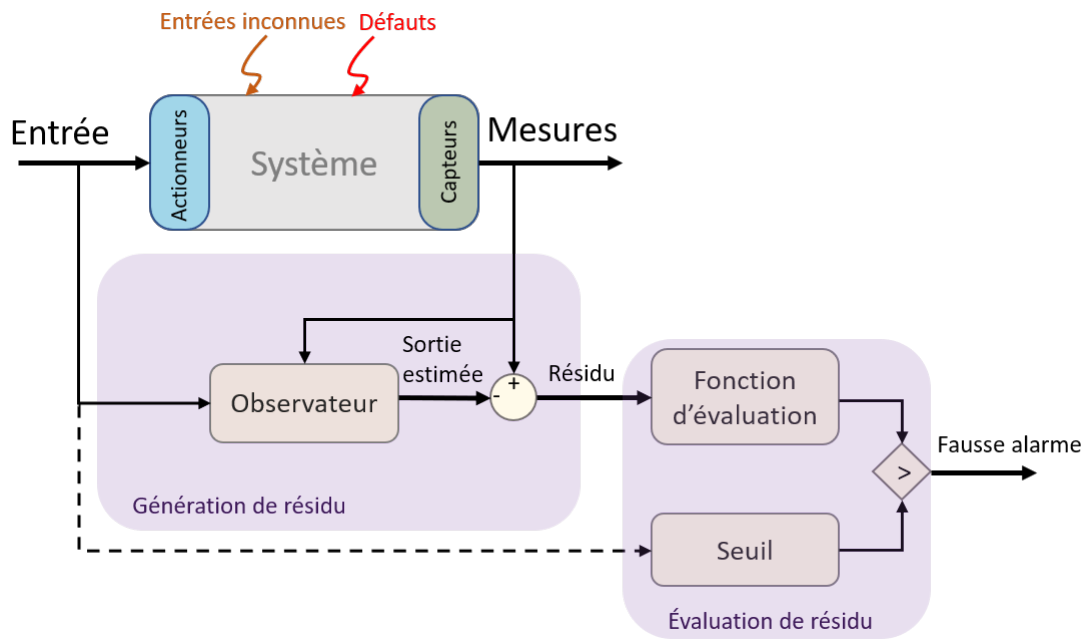 Entrées inconnues
Défauts
Entrée
Actionneurs
Système
Capteurs
Mesures
Sortie
estimée
Observateur
-
+
Résidu
Génération de résidu
Fonction
d'évaluation
>
Fausse alarme
Seuil
Évaluation de résidu